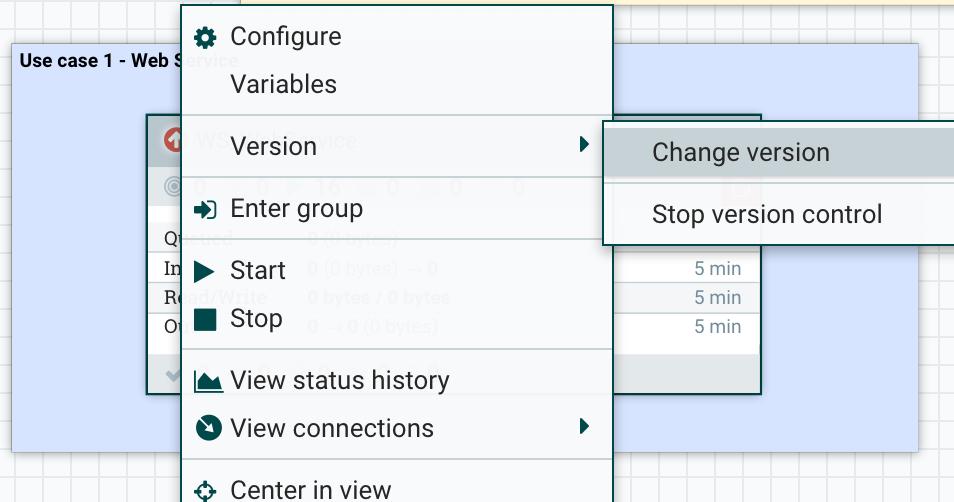 Configure
Use case 1 - Web Service
Variables
WS - Web Service
Version
Change version
0 0 16 0 0 0
Enter group
Stop version control
Queued 0 (0 bytes)
Start
In 0 (0 bytes) → 0 5 min
Read/Write 0 bytes / 0 bytes 5 min
Stop
Out 0 → 0 (0 bytes) 5 min
View status history
View connections
Center in view